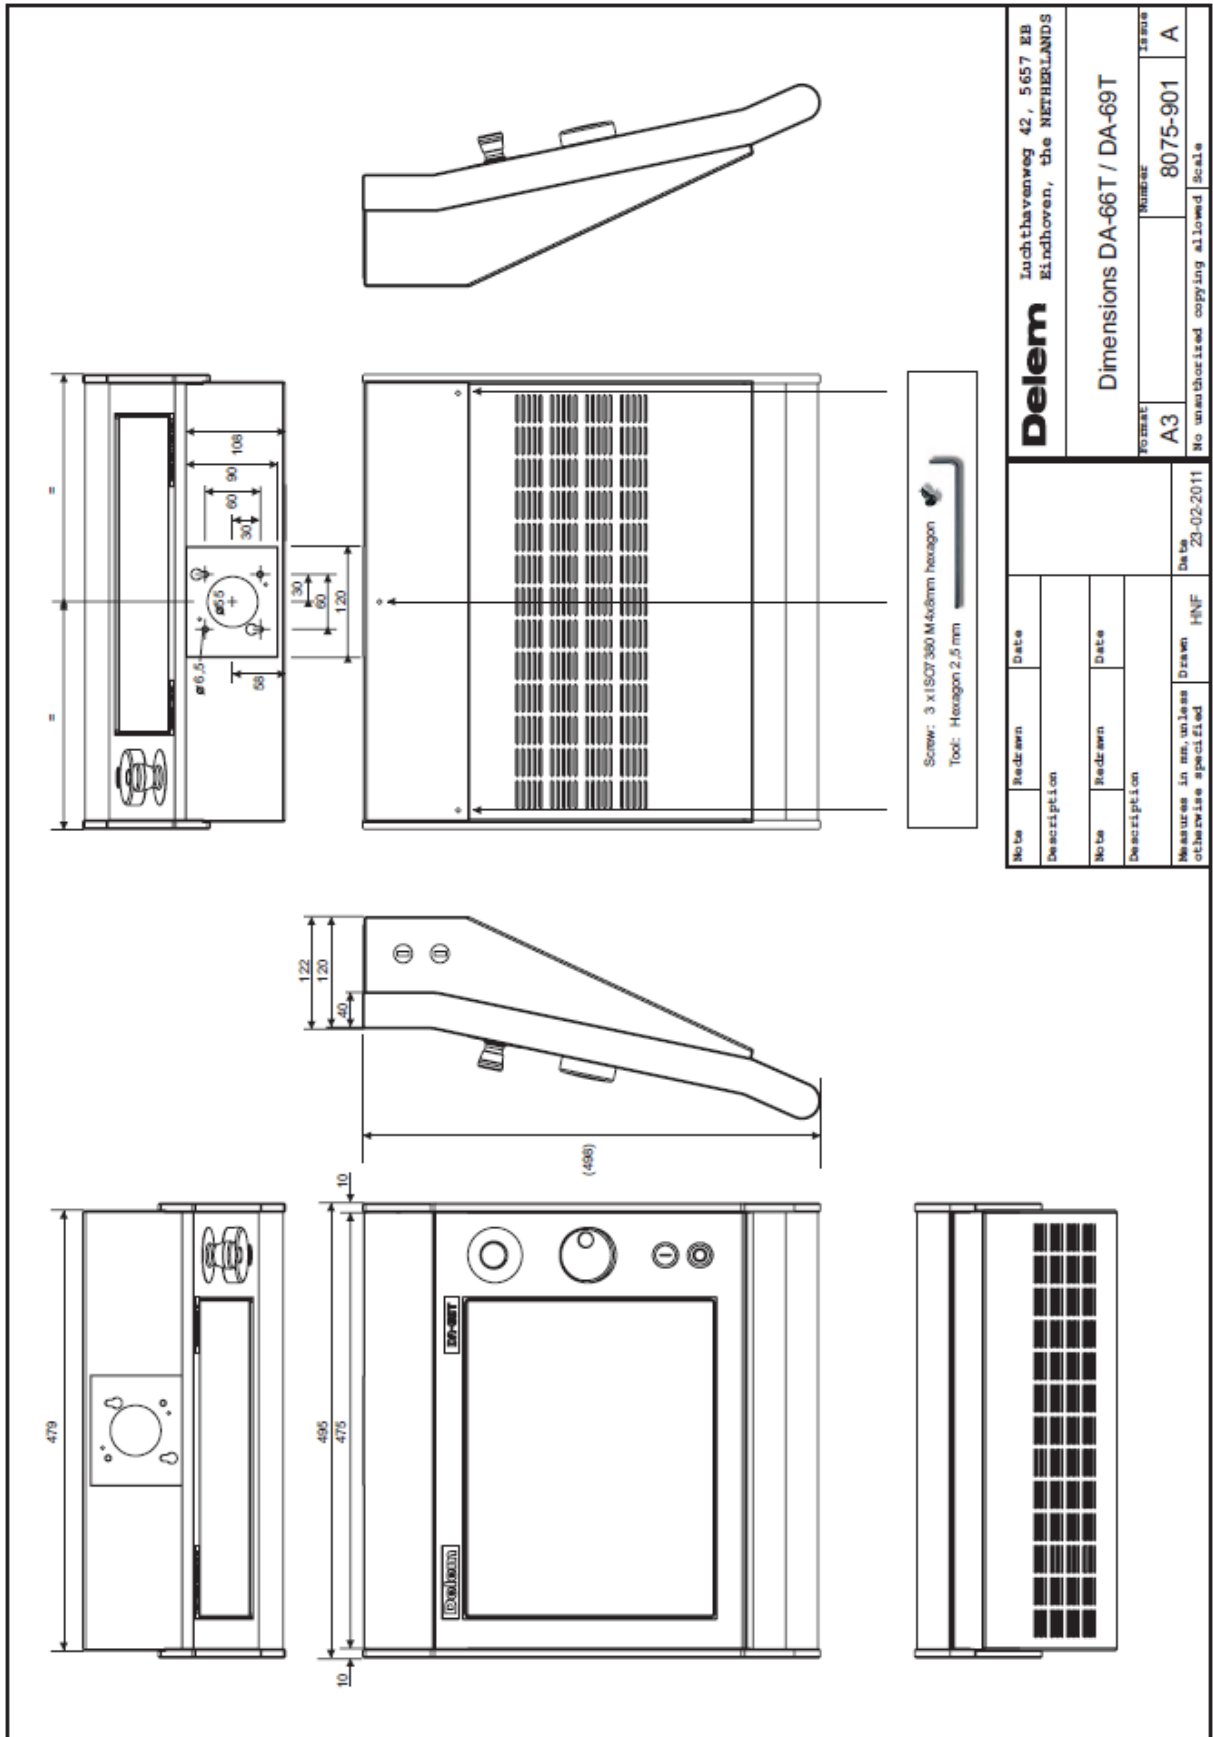 Delem
Luchthavenweg 42, 5657 EB
Eindhoven, the NETHERLANDS
Dimensions DA-66T / DA-69T
Format
A3
Number
8075-901
Issue
A
No unauthorized copying allowed
Scale
Note
Redrawn
Date
Description
Note
Redrawn
Date
Description
Measures in mm, unless
otherwise specified
Drawn
HNF
Date
23-02-2011
Screw: 3 x ISO7380 M4x8mm hexagon
Tool: Hexagon 2,5 mm
=
=
108
90
60
30
ø55
ø6,5
58
30
60
120
122
120
40
(498)
479
495
475
10
10
Delem